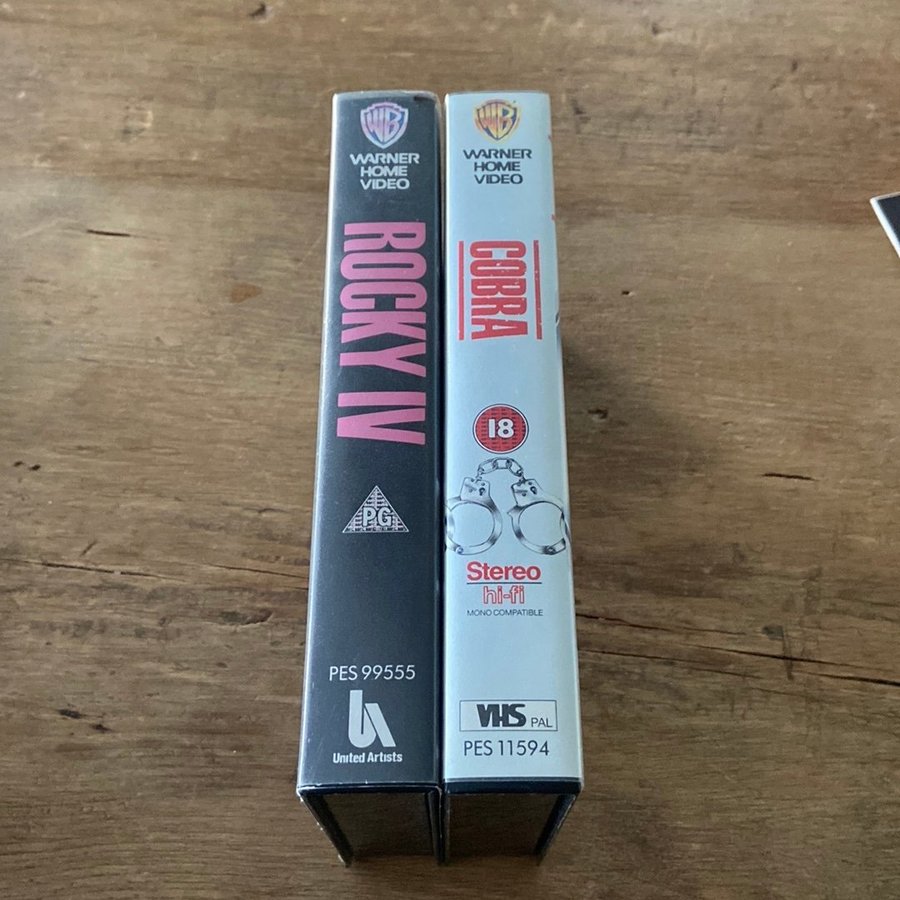 WB
WARNER
HOME
VIDEO
ROCKY IV
PG
PES 99555
United Artists
WB
WARNER
HOME
VIDEO
COBRA
18
Stereo
hi-fi
MONO COMPATIBLE
VHS PAL
PES 11594